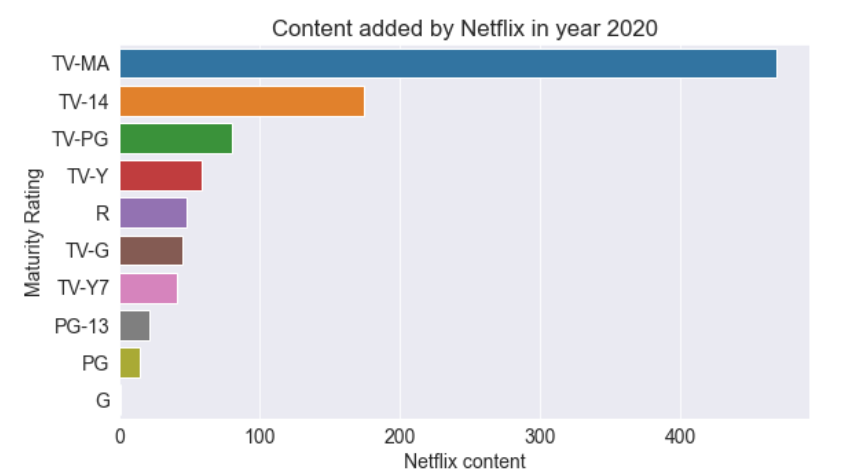 Content added by Netflix in year 2020
Maturity Rating
TV-MA
TV-14
TV-PG
TV-Y
R
TV-G
TV-Y7
PG-13
PG
G
0 100 200 300 400
Netflix content